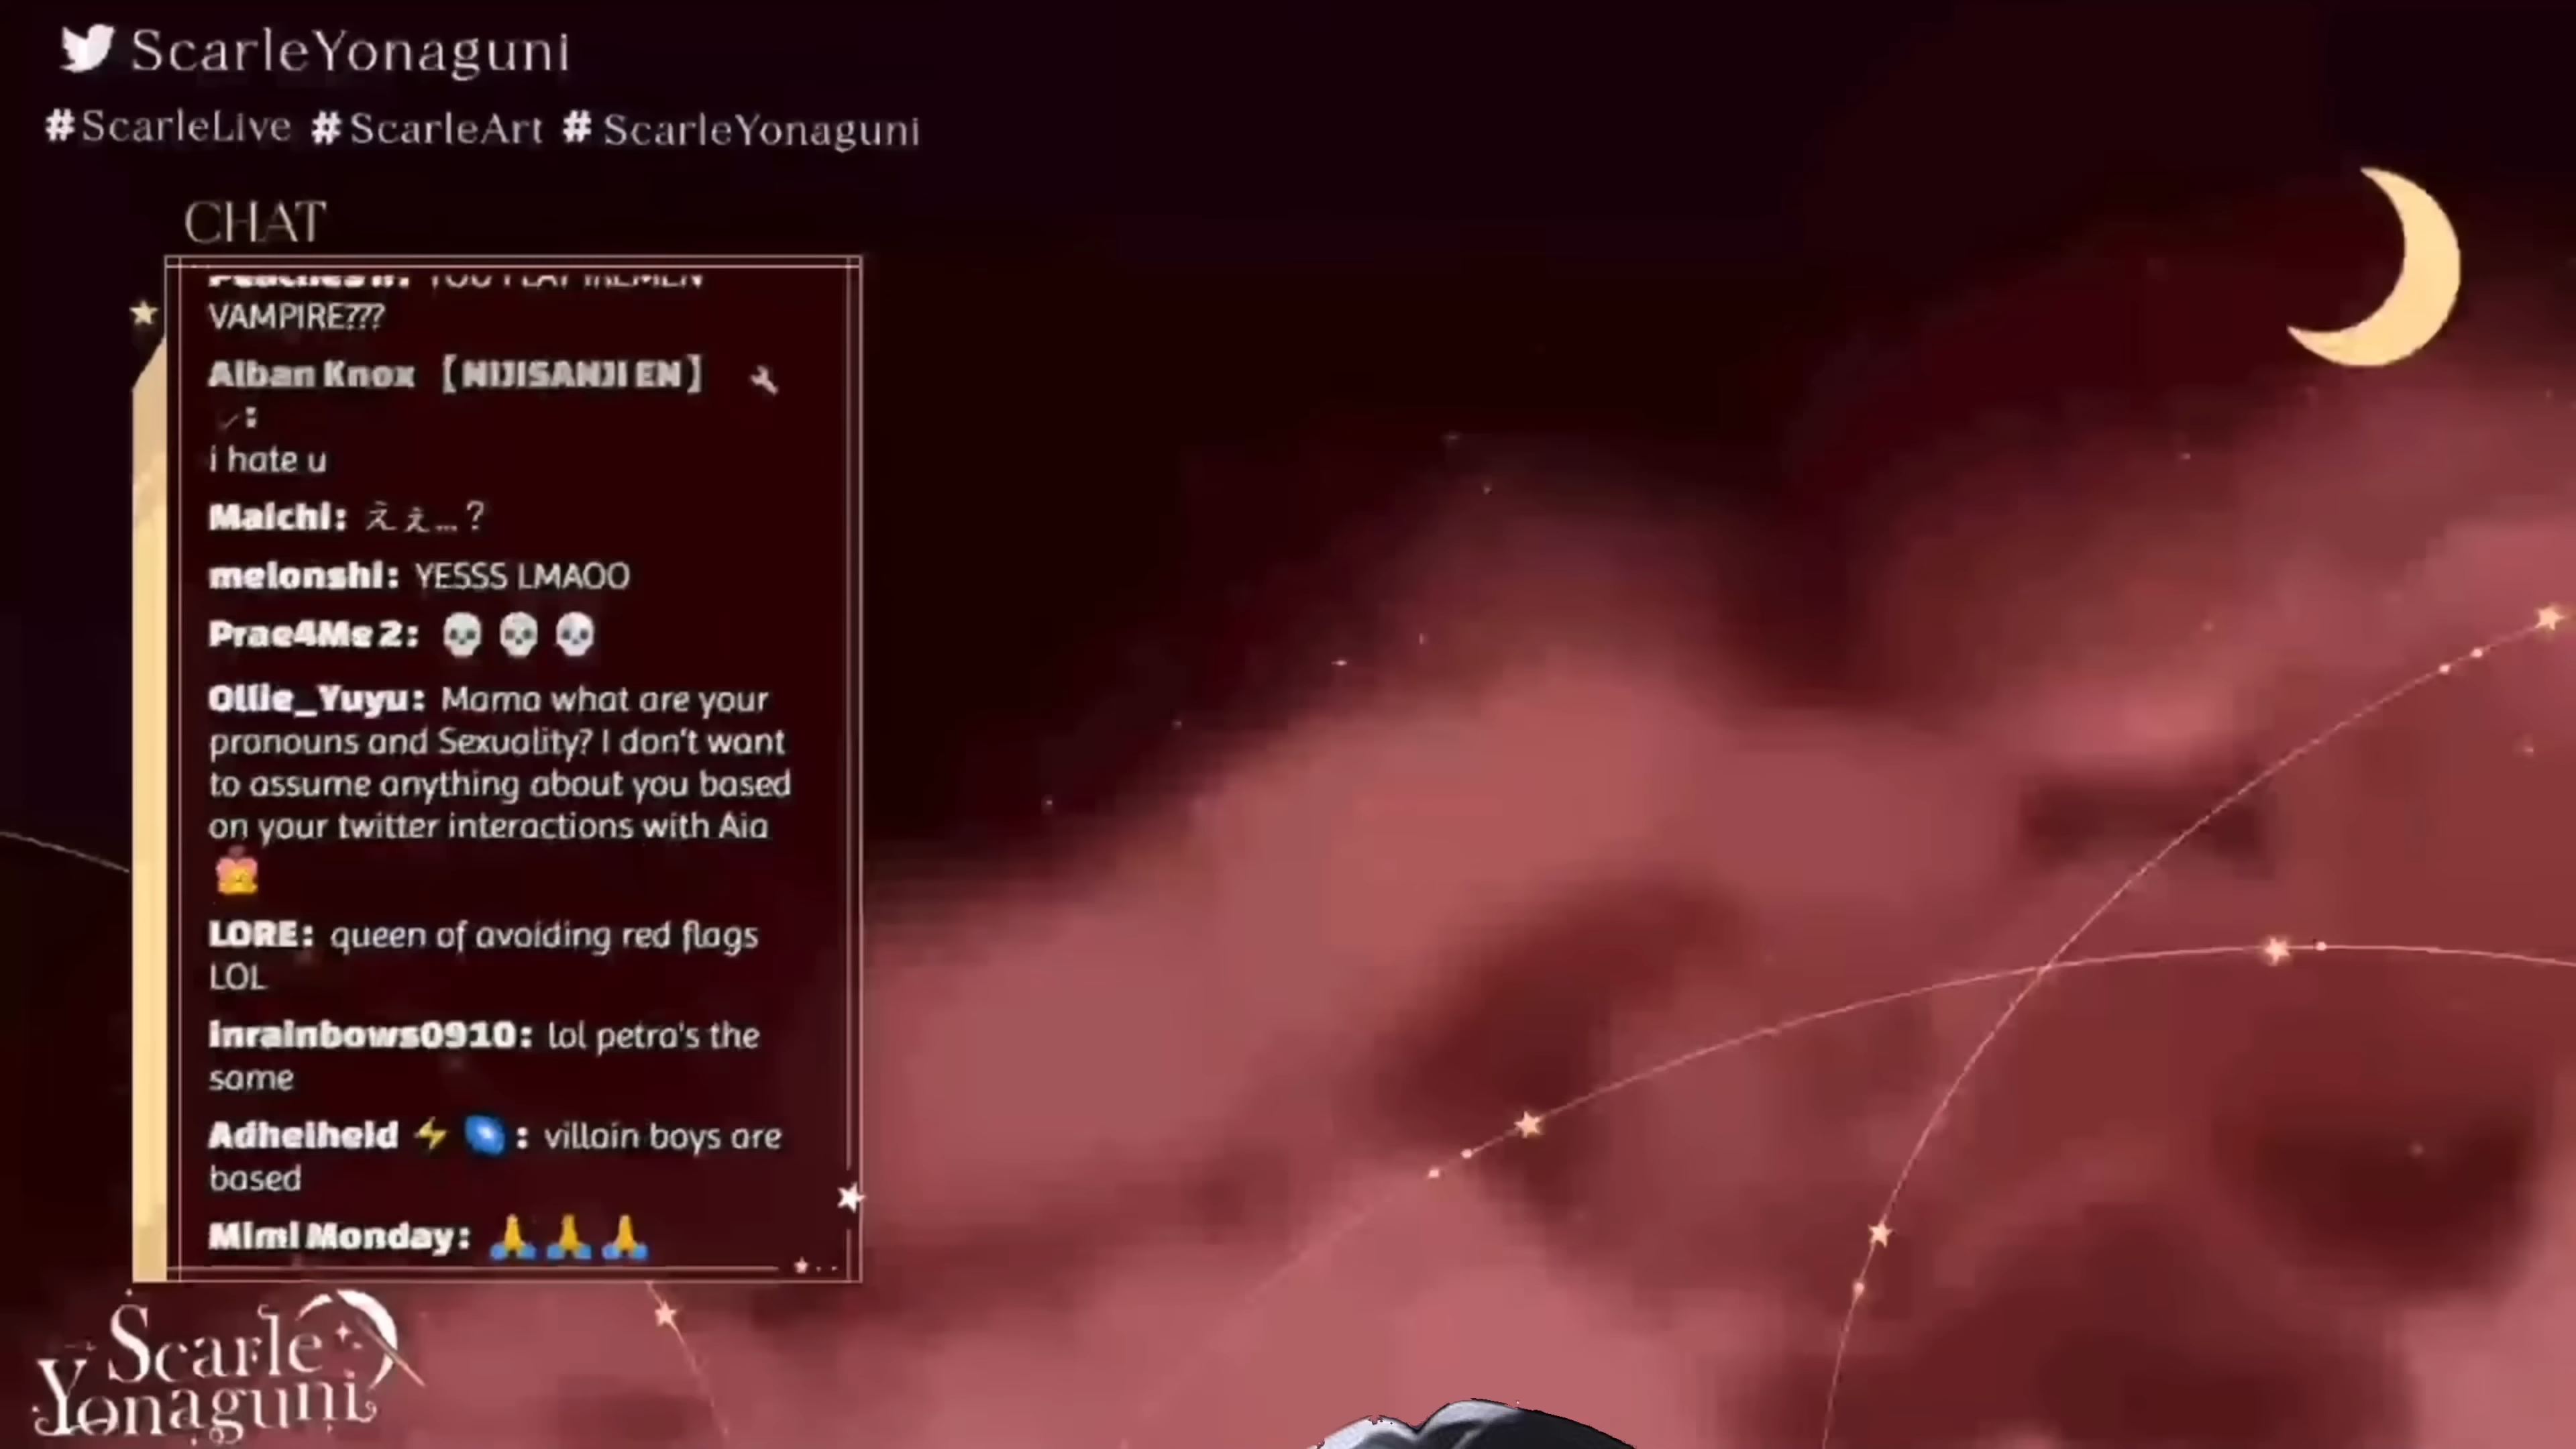 ScarleYonaguni
#ScarleLive #ScarleArt # ScarleYonaguni
CHAT
VAMPIRE???
Alban Knox 【NIJISANJI EN】
:
i hate u
Maichi: えぇ...?
melonshi: YESSS LMAOO
Prae4Me 2: 💀 💀 💀
Ollie_Yuyu: Mama what are your
pronouns and Sexuality? I don't want
to assume anything about you based
on your twitter interactions with Aia
LORE: queen of avoiding red flags
LOL
inrainbows0910: lol petra's the
same
Adhelheid ⚡ : villain boys are
based
Mimi Monday: 🙏 🙏 🙏
Scarle
Yonaguni